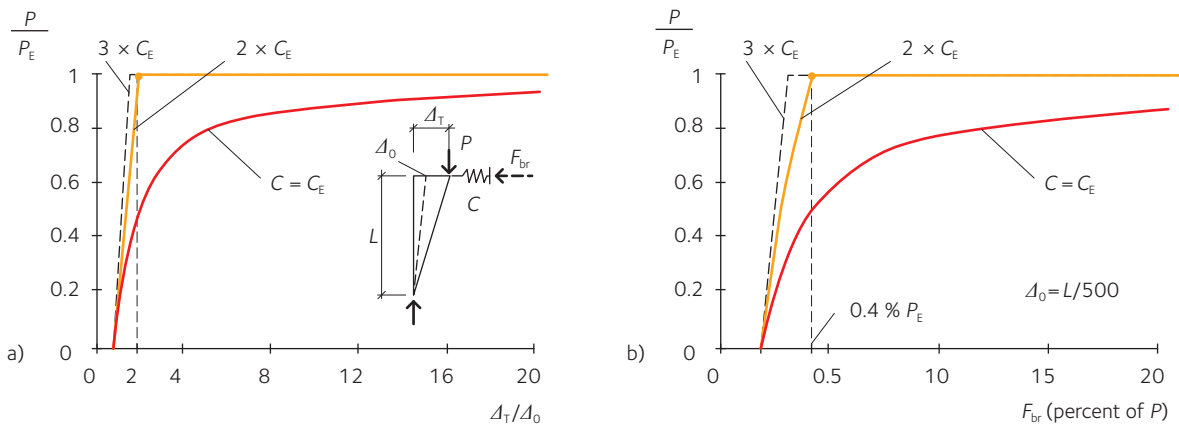 P
P_E
3 × C_E
2 × C_E
1
0.8
0.6
0.4
0.2
0
C = C_E
Δ_T
Δ_0
P
F_br
C
L
a)
0
2
4
8
12
16
20
Δ_T/Δ_0
P
P_E
3 × C_E
2 × C_E
1
0.8
0.6
0.4
0.2
0
C = C_E
Δ_0 = L/500
0.4 % P_E
b)
0
0.5
10
15
20
F_br (percent of P)